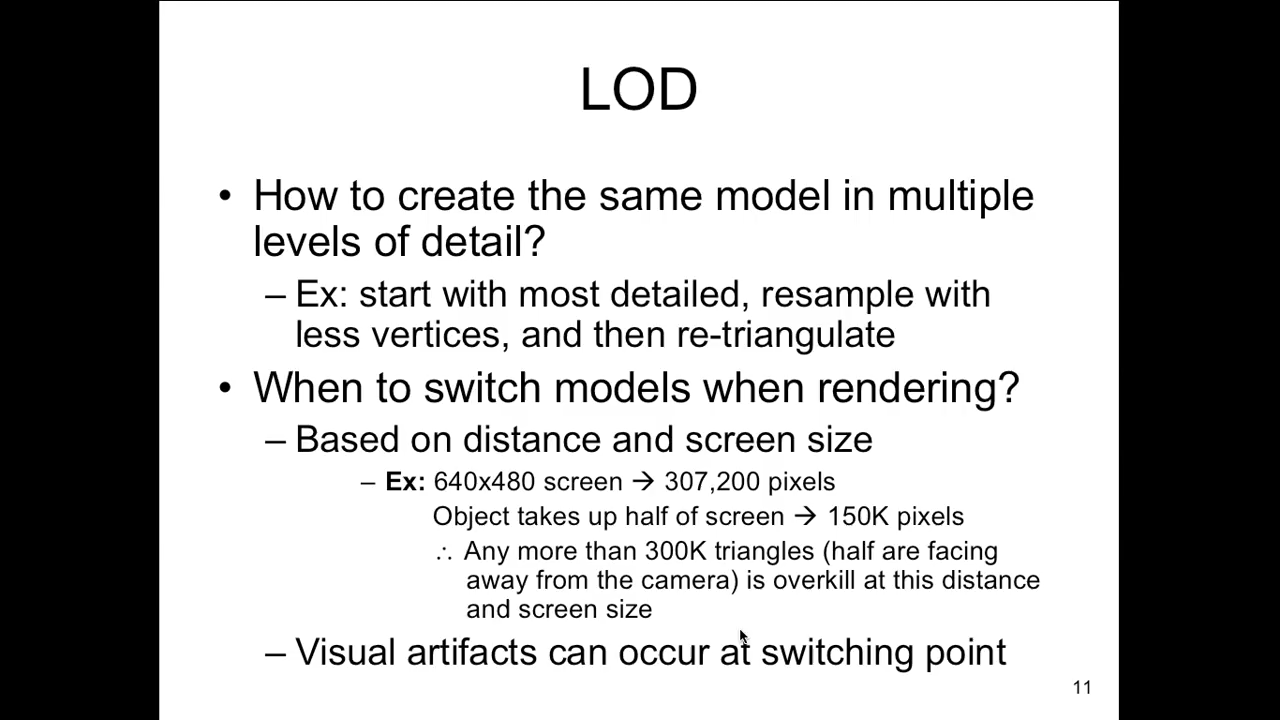 LOD
• How to create the same model in multiple
levels of detail?
– Ex: start with most detailed, resample with
less vertices, and then re-triangulate
• When to switch models when rendering?
– Based on distance and screen size
– Ex: 640x480 screen → 307,200 pixels
Object takes up half of screen → 150K pixels
∴ Any more than 300K triangles (half are facing
away from the camera) is overkill at this distance
and screen size
– Visual artifacts can occur at switching point
11